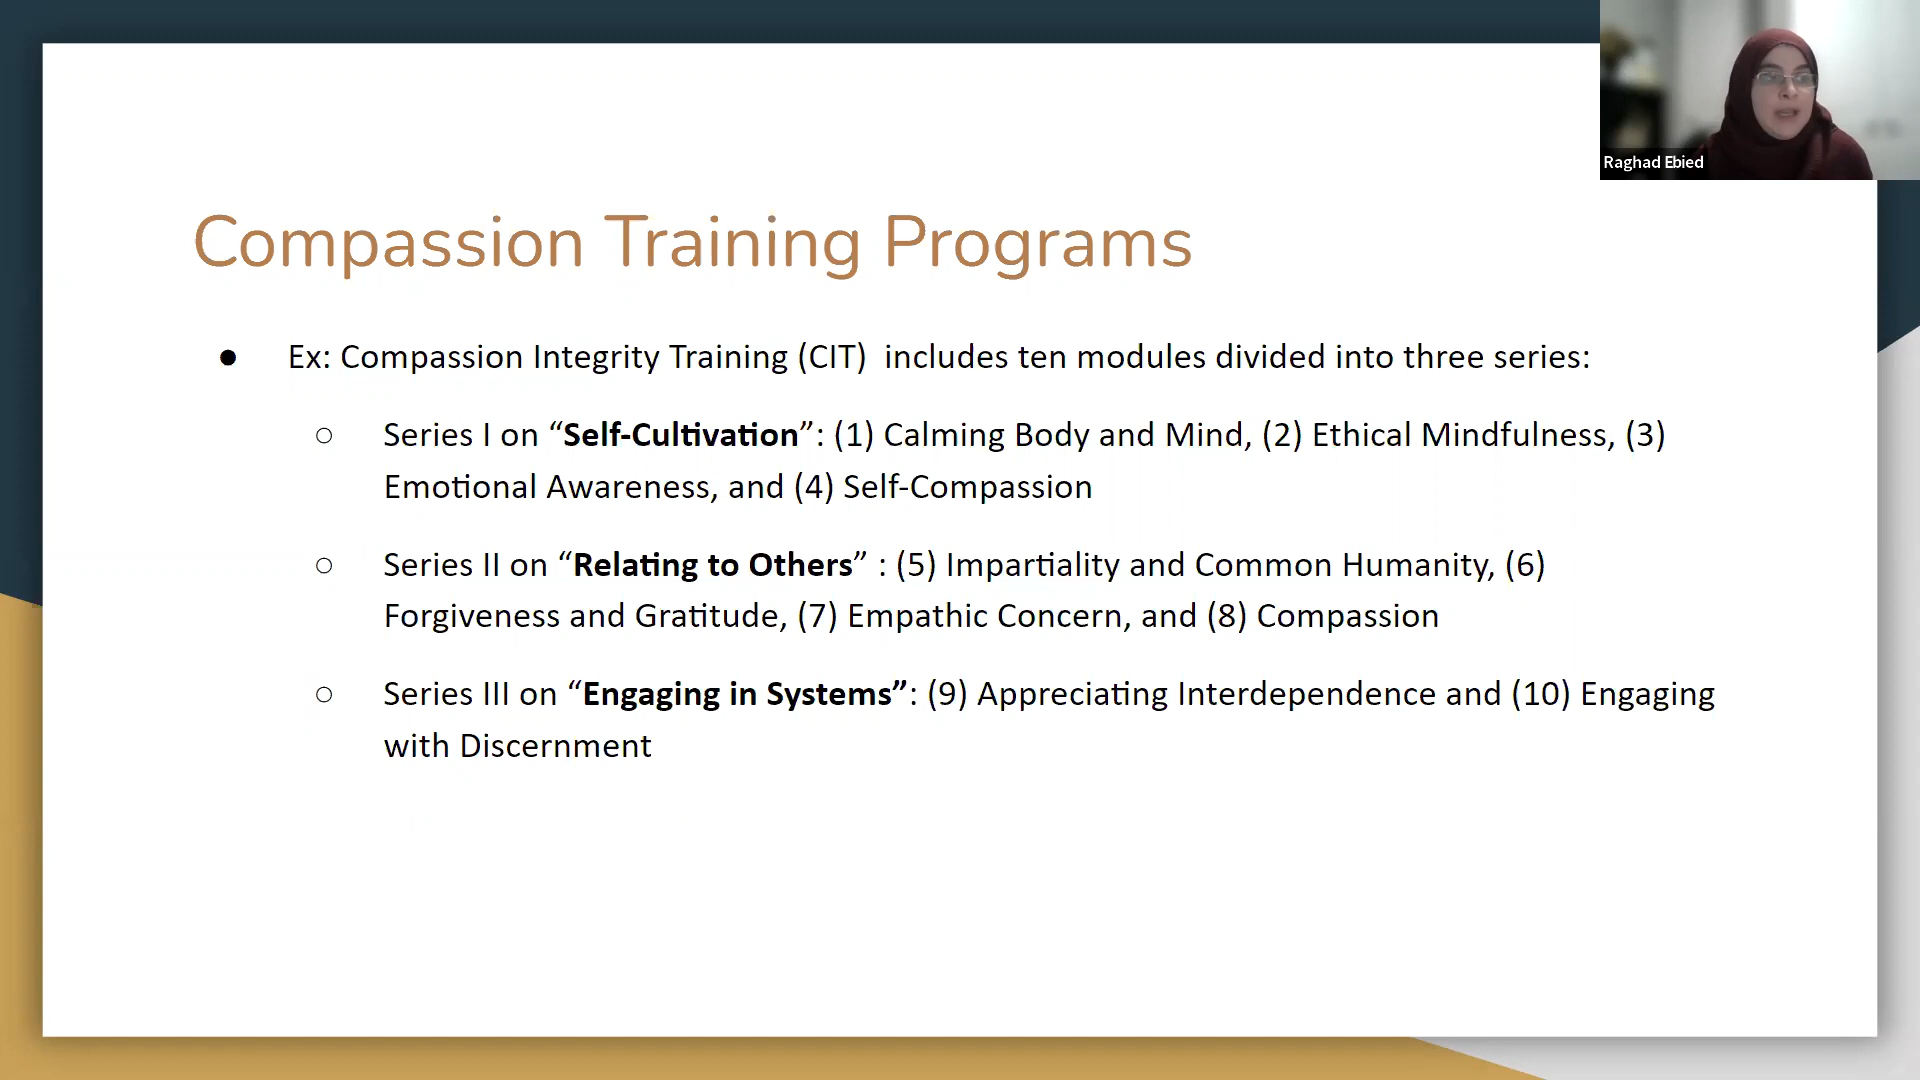 Raghad Ebied
Compassion Training Programs
● Ex: Compassion Integrity Training (CIT)  includes ten modules divided into three series:
○ Series I on “Self-Cultivation”: (1) Calming Body and Mind, (2) Ethical Mindfulness, (3)
Emotional Awareness, and (4) Self-Compassion
○ Series II on “Relating to Others” : (5) Impartiality and Common Humanity, (6)
Forgiveness and Gratitude, (7) Empathic Concern, and (8) Compassion
○ Series III on “Engaging in Systems”: (9) Appreciating Interdependence and (10) Engaging
with Discernment